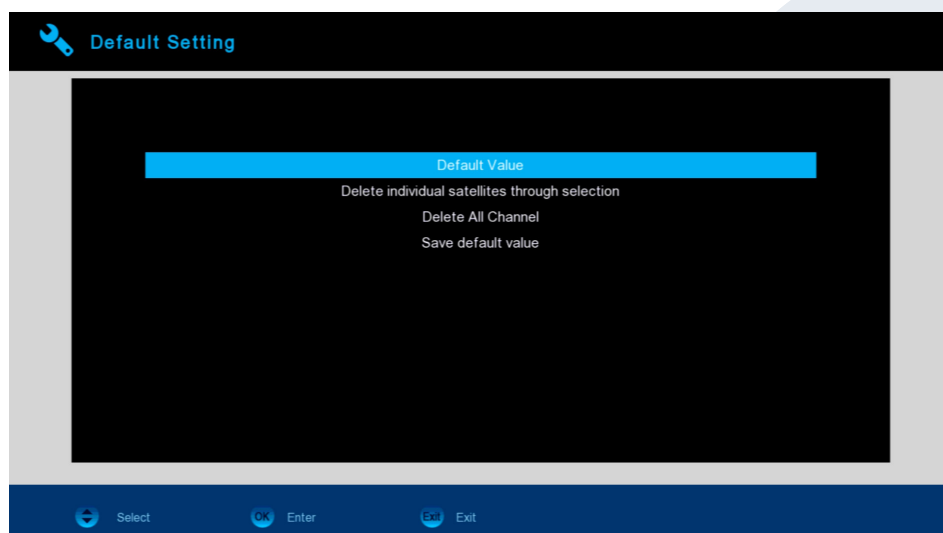 Default Setting
Default Value
Delete individual satellites through selection
Delete All Channel
Save default value
Select OK Enter Exit Exit